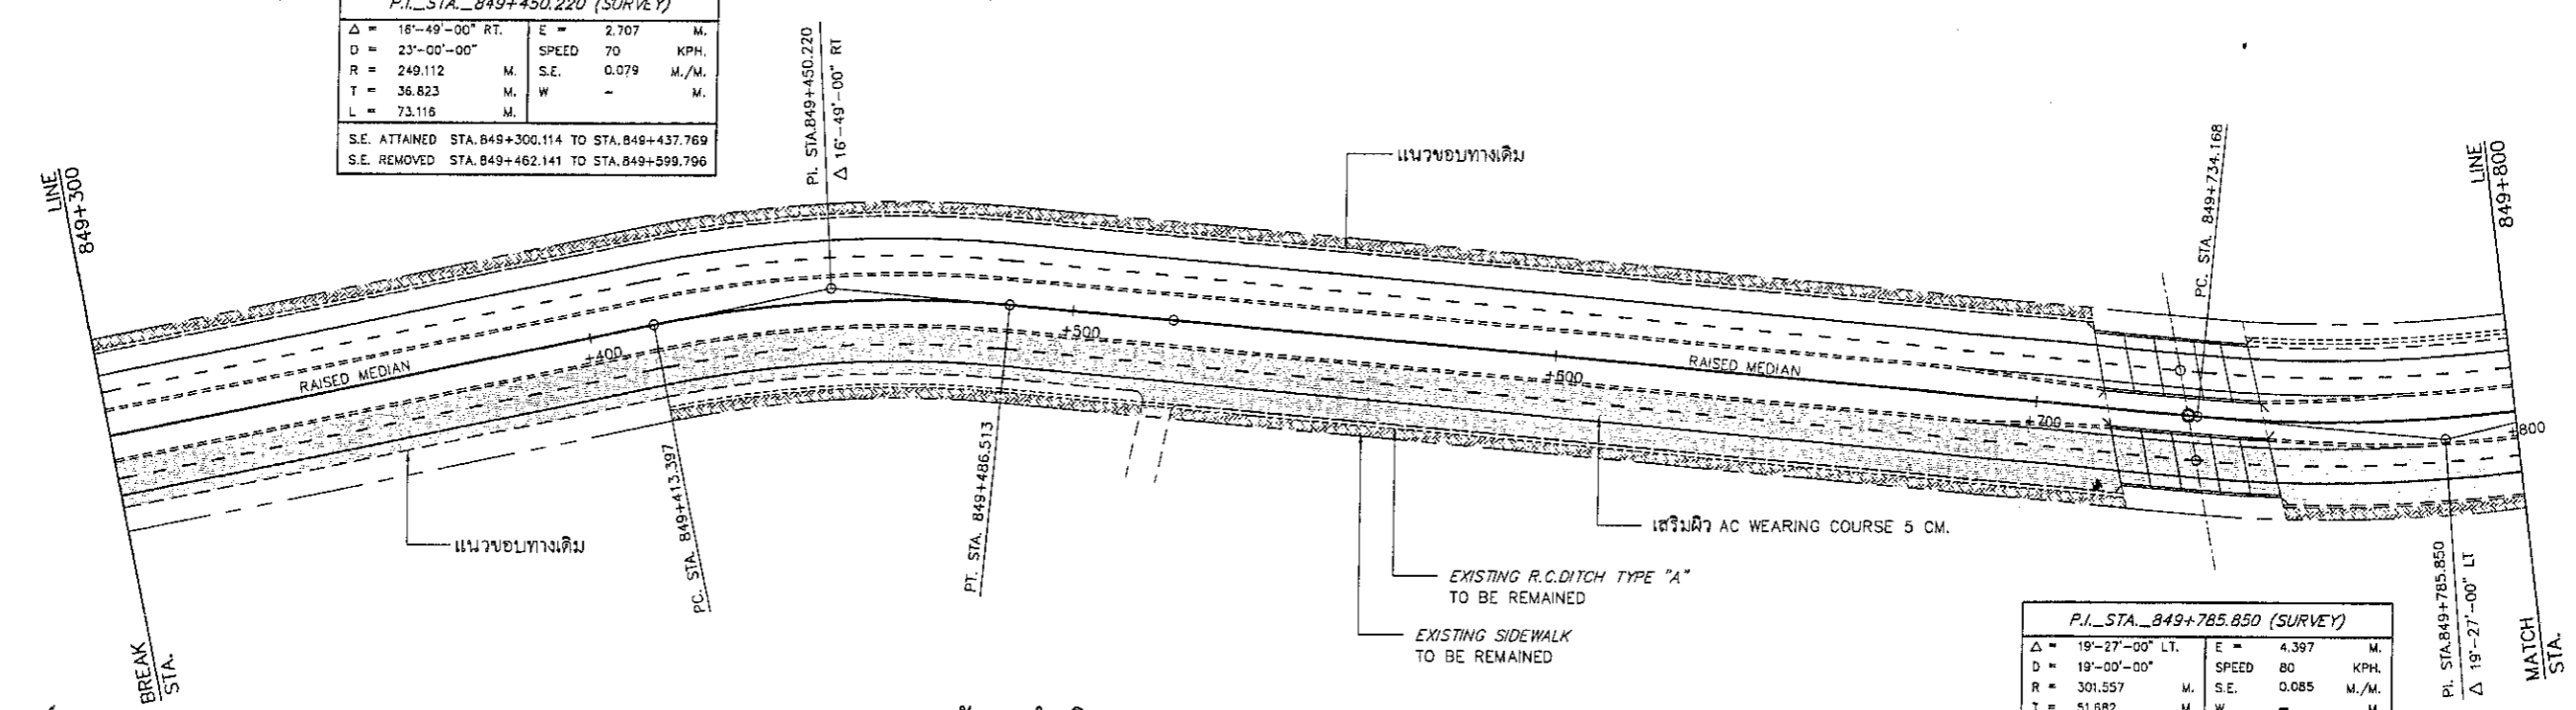 P.I._STA._849+450.220 (SURVEY)
Δ = 16°-49'-00" RT. E = 2.707 M.
D = 23°-00'-00" SPEED 70 KPH.
R = 249.112 M. S.E. 0.079 M./M.
T = 36.823 M. W - M.
L = 73.116 M.
S.E. ATTAINED STA.849+300.114 TO STA.849+437.769
S.E. REMOVED STA.849+462.141 TO STA.849+599.796
PI. STA.849+450.220
Δ 16°-49'-00" RT
แนวขอบทางเดิม
PC. STA. 849+734.168
LINE
849+300
LINE
849+800
RAISED MEDIAN
+400
+500
+600
RAISED MEDIAN
+700
+800
แนวขอบทางเดิม
PC. STA. 849+413.397
PT. STA. 849+486.513
เสริมผิว AC WEARING COURSE 5 CM.
EXISTING R.C.DITCH TYPE "A"
TO BE REMAINED
EXISTING SIDEWALK
TO BE REMAINED
BREAK
STA.
PI. STA.849+785.850
Δ 19°-27'-00" LT
MATCH
STA.
P.I._STA._849+785.850 (SURVEY)
Δ = 19°-27'-00" LT. E = 4.397 M.
D = 19°-00'-00" SPEED 80 KPH.
R = 301.557 M. S.E. 0.085 M./M.
T = 51.682 M. W - M.